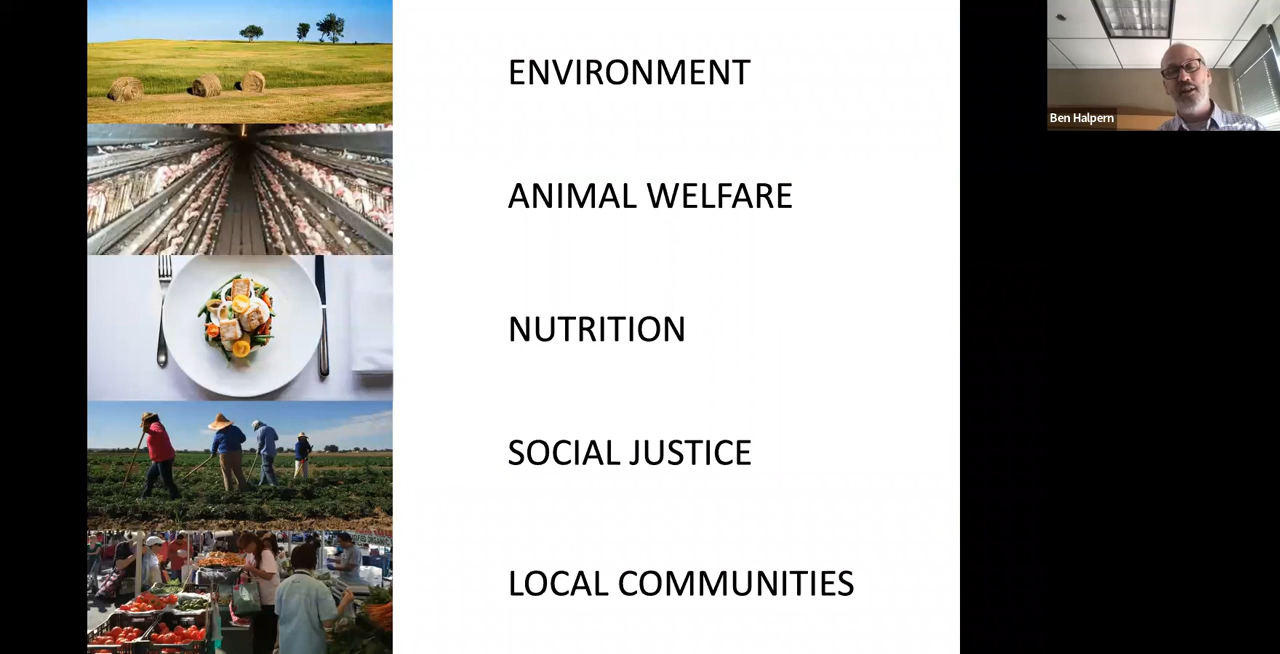 ENVIRONMENT
Ben Halpern
ANIMAL WELFARE
NUTRITION
SOCIAL JUSTICE
LOCAL COMMUNITIES